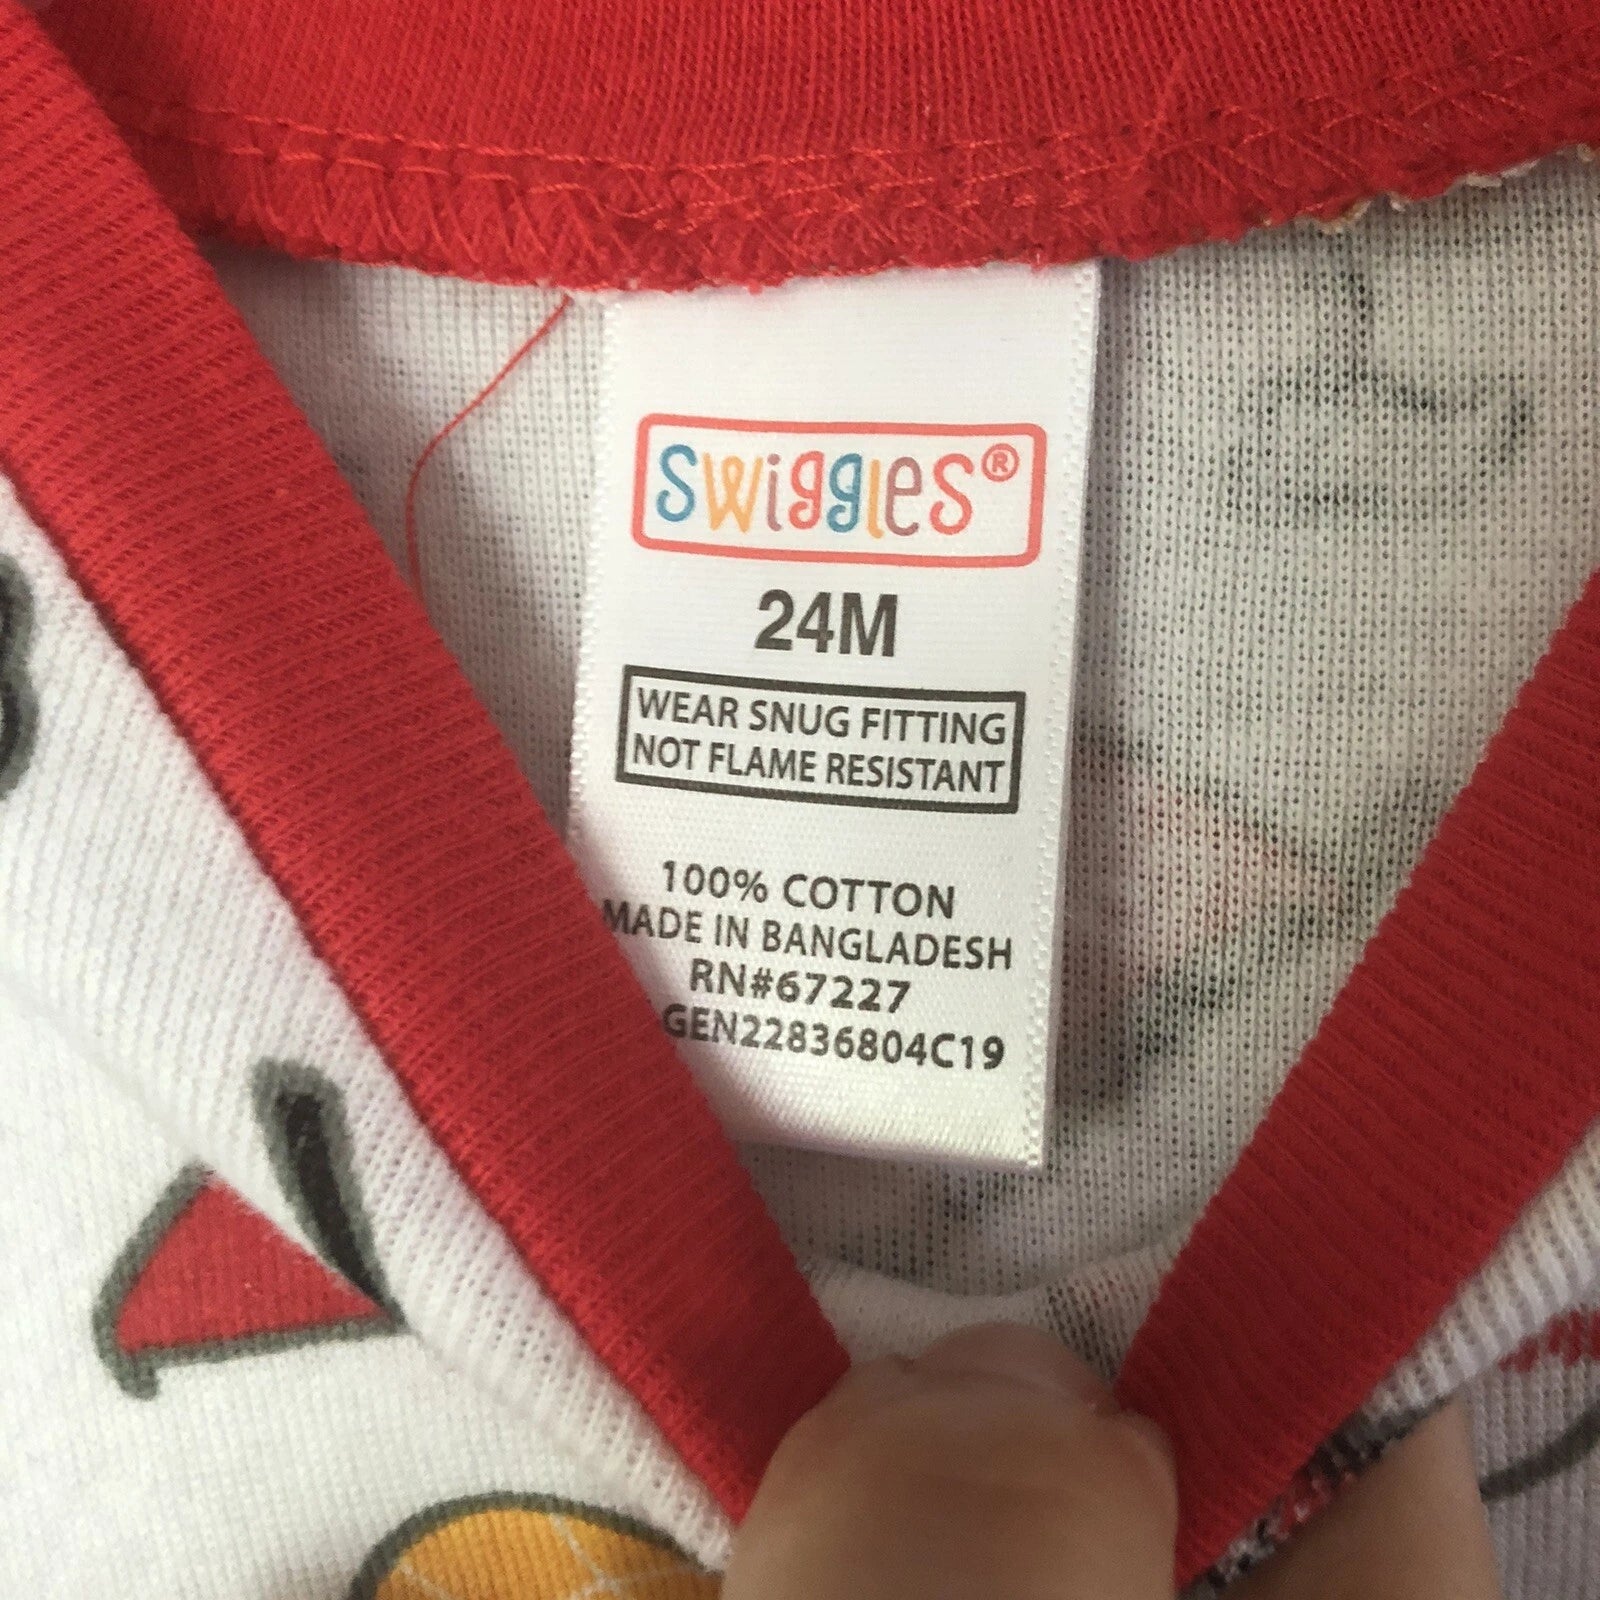 Swiggles®
24M
WEAR SNUG FITTING
NOT FLAME RESISTANT
100% COTTON
MADE IN BANGLADESH
RN#67227
GEN22836804C19